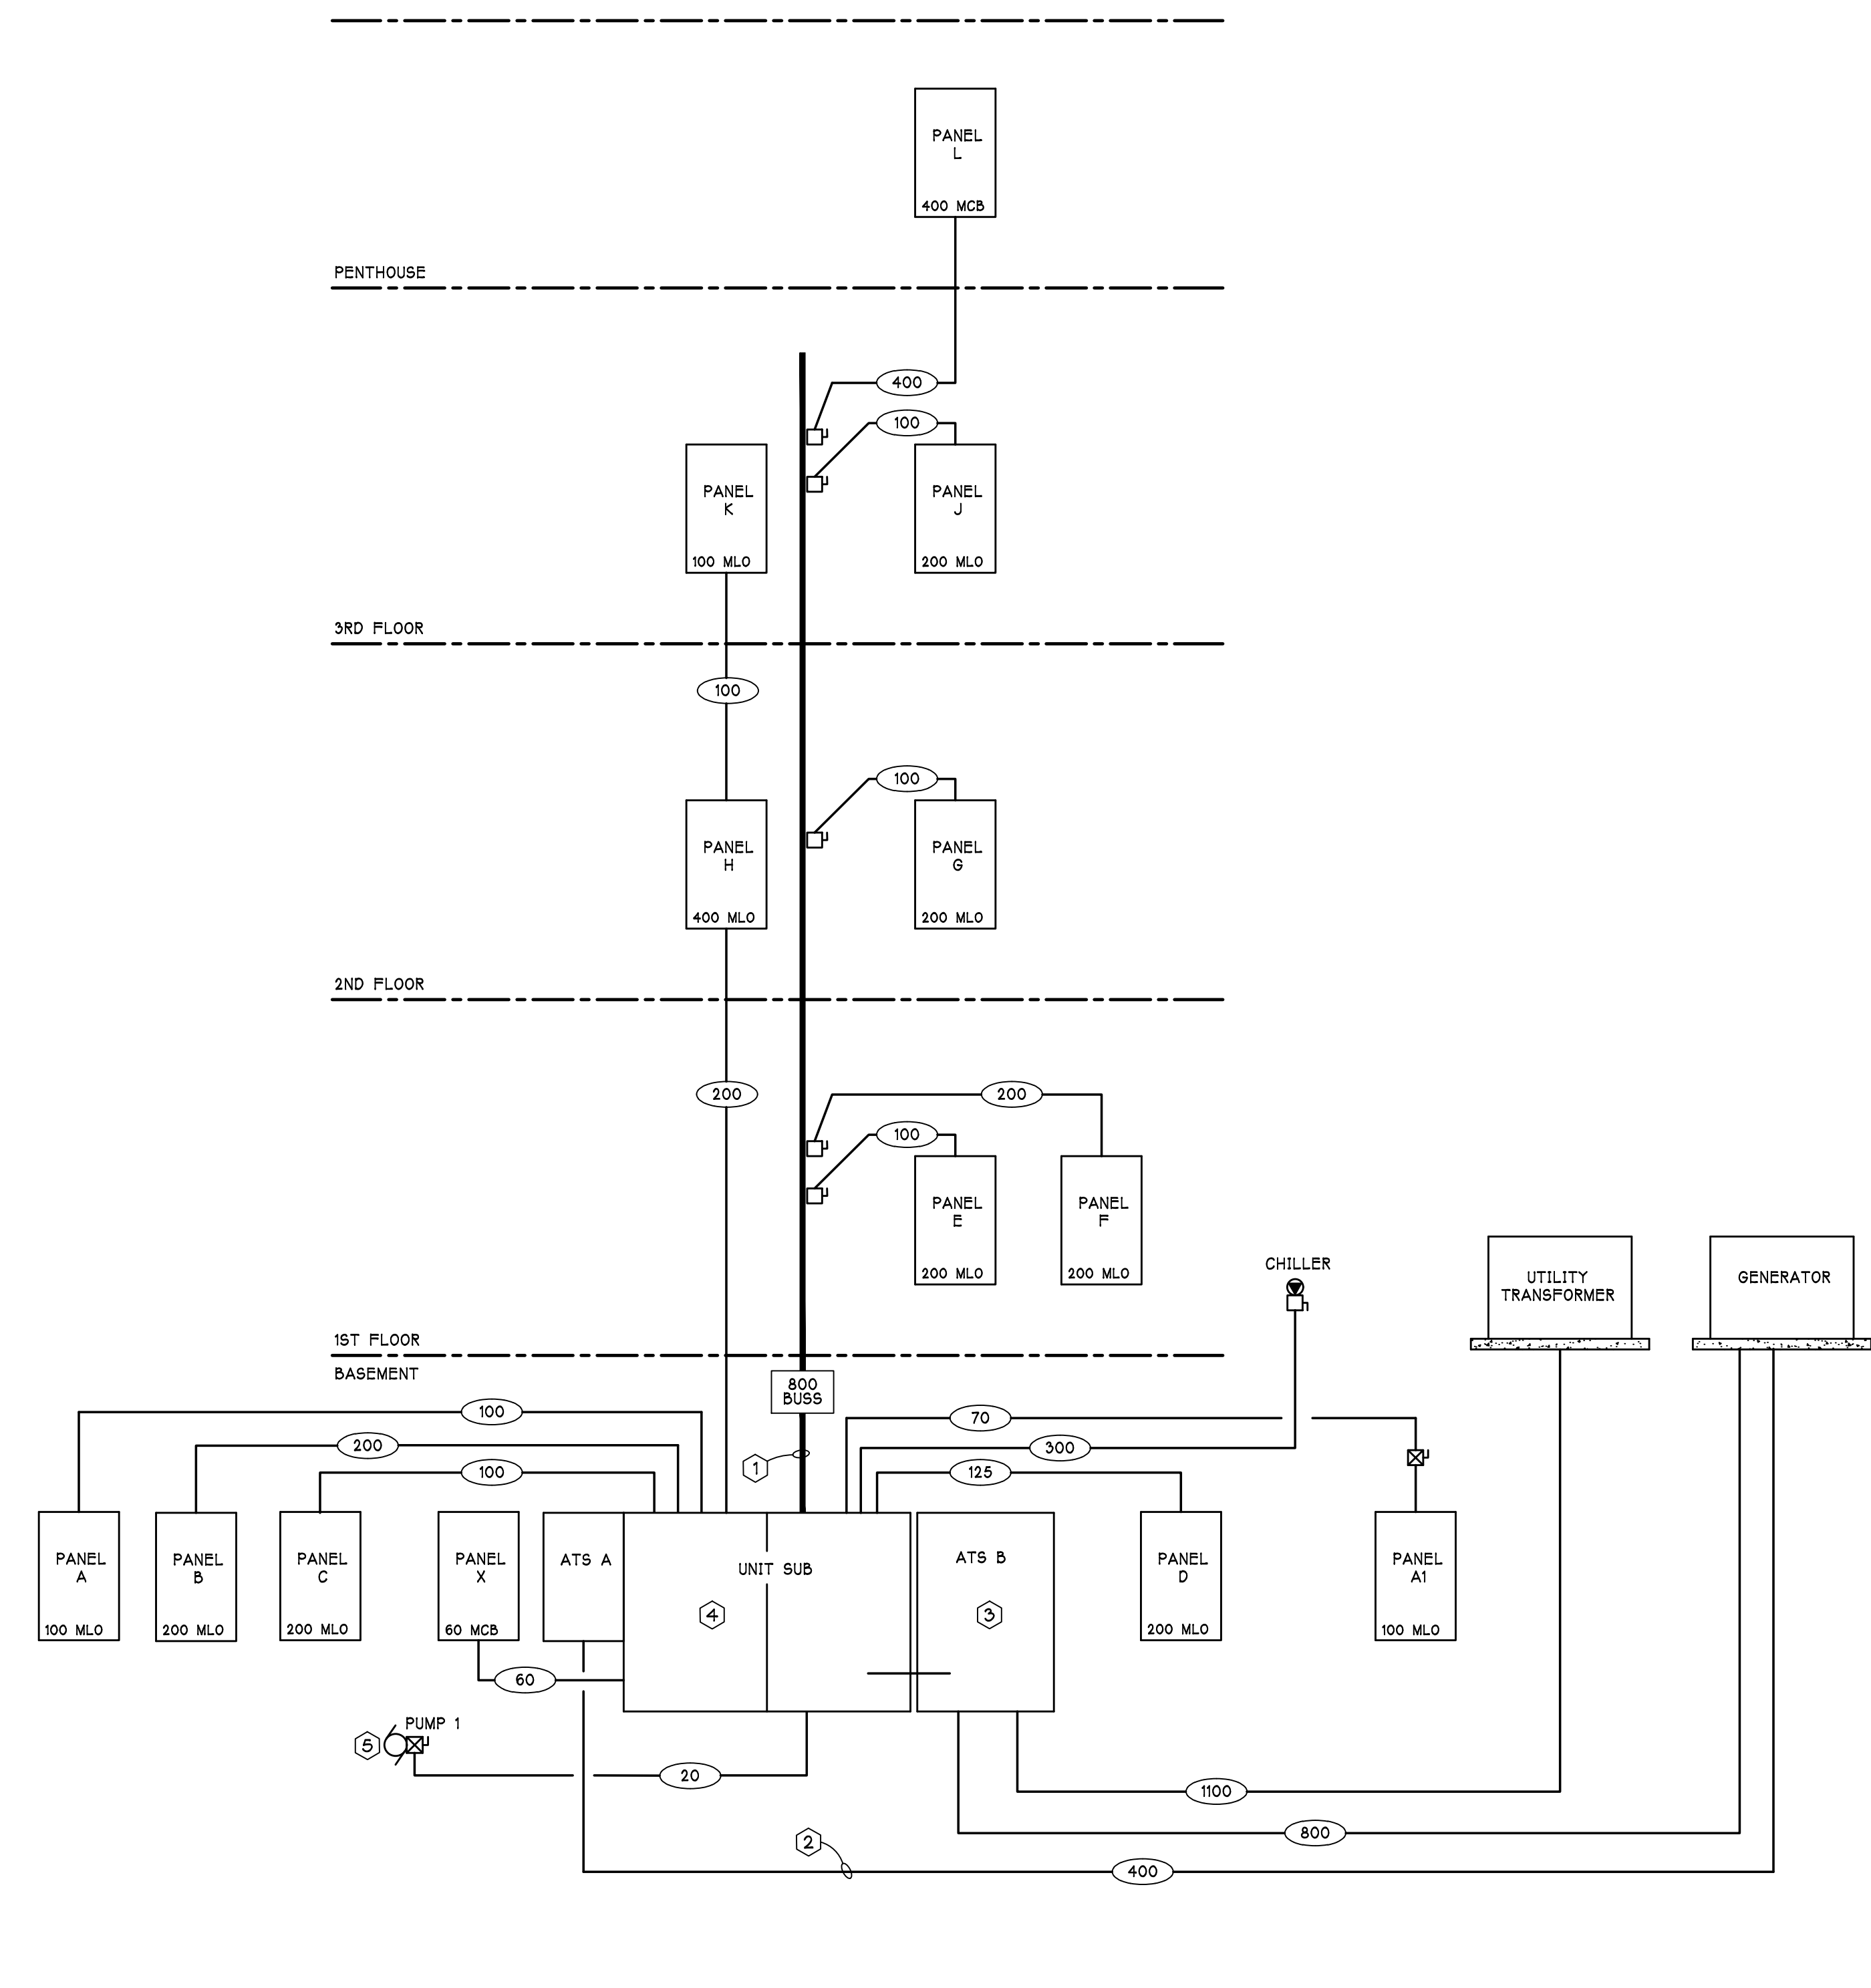 PANEL
L
400 MCB
PENTHOUSE
400
100
PANEL
K
100 MLO
PANEL
J
200 MLO
3RD FLOOR
100
100
PANEL
H
400 MLO
PANEL
G
200 MLO
2ND FLOOR
200
200
100
PANEL
E
200 MLO
PANEL
F
200 MLO
CHILLER
UTILITY
TRANSFORMER
GENERATOR
1ST FLOOR
BASEMENT
800
BUSS
100
70
200
300
100
125
1
PANEL
A
100 MLO
PANEL
B
200 MLO
PANEL
C
200 MLO
PANEL
X
60 MCB
ATS A
UNIT SUB
4
ATS B
3
PANEL
D
200 MLO
PANEL
A1
100 MLO
60
PUMP 1
5
20
1100
800
2
400